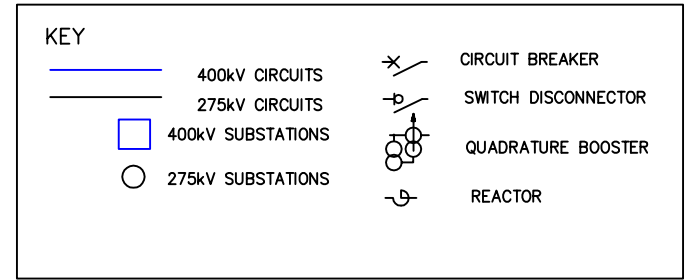 KEY
400kV CIRCUITS
275kV CIRCUITS
400kV SUBSTATIONS
275kV SUBSTATIONS
CIRCUIT BREAKER
SWITCH DISCONNECTOR
QUADRATURE BOOSTER
REACTOR